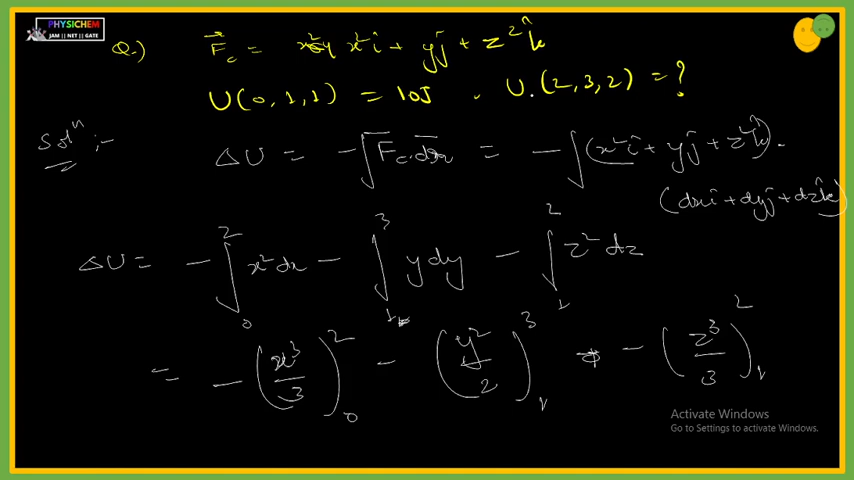 PHYSICHEM
JAM || NET || GATE
Q.) F⃗c = x²î + yĵ + z²k̂
U(0,1,1) = 10J . U.(2,3,2) = ?
Solⁿ :- ΔU = -∫F⃗c.dr⃗ = -∫(x²î + yĵ + z²k̂).
(dxî + dyĵ + dzk̂)
ΔU = -∫₀² x²dx - ∫₁³ ydy - ∫₁² z²dz
= -(x³/3)₀² - (y²/2)₁³ - (z³/3)₁²
Activate Windows
Go to Settings to activate Windows.